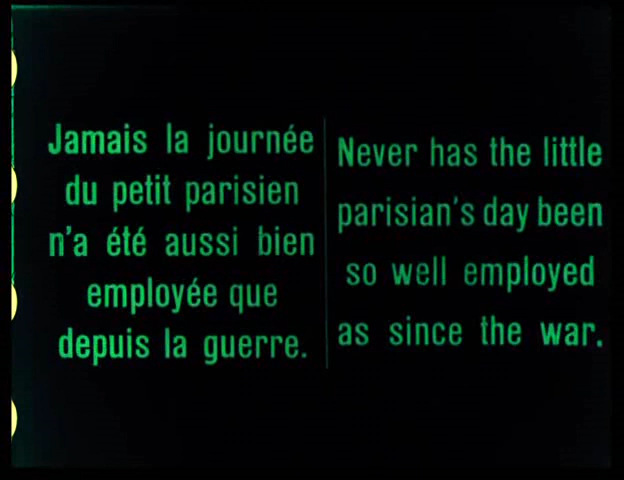 Jamais la journée
du petit parisien
n'a été aussi bien
employée que
depuis la guerre.
Never has the little
parisian's day been
so well employed
as since the war.